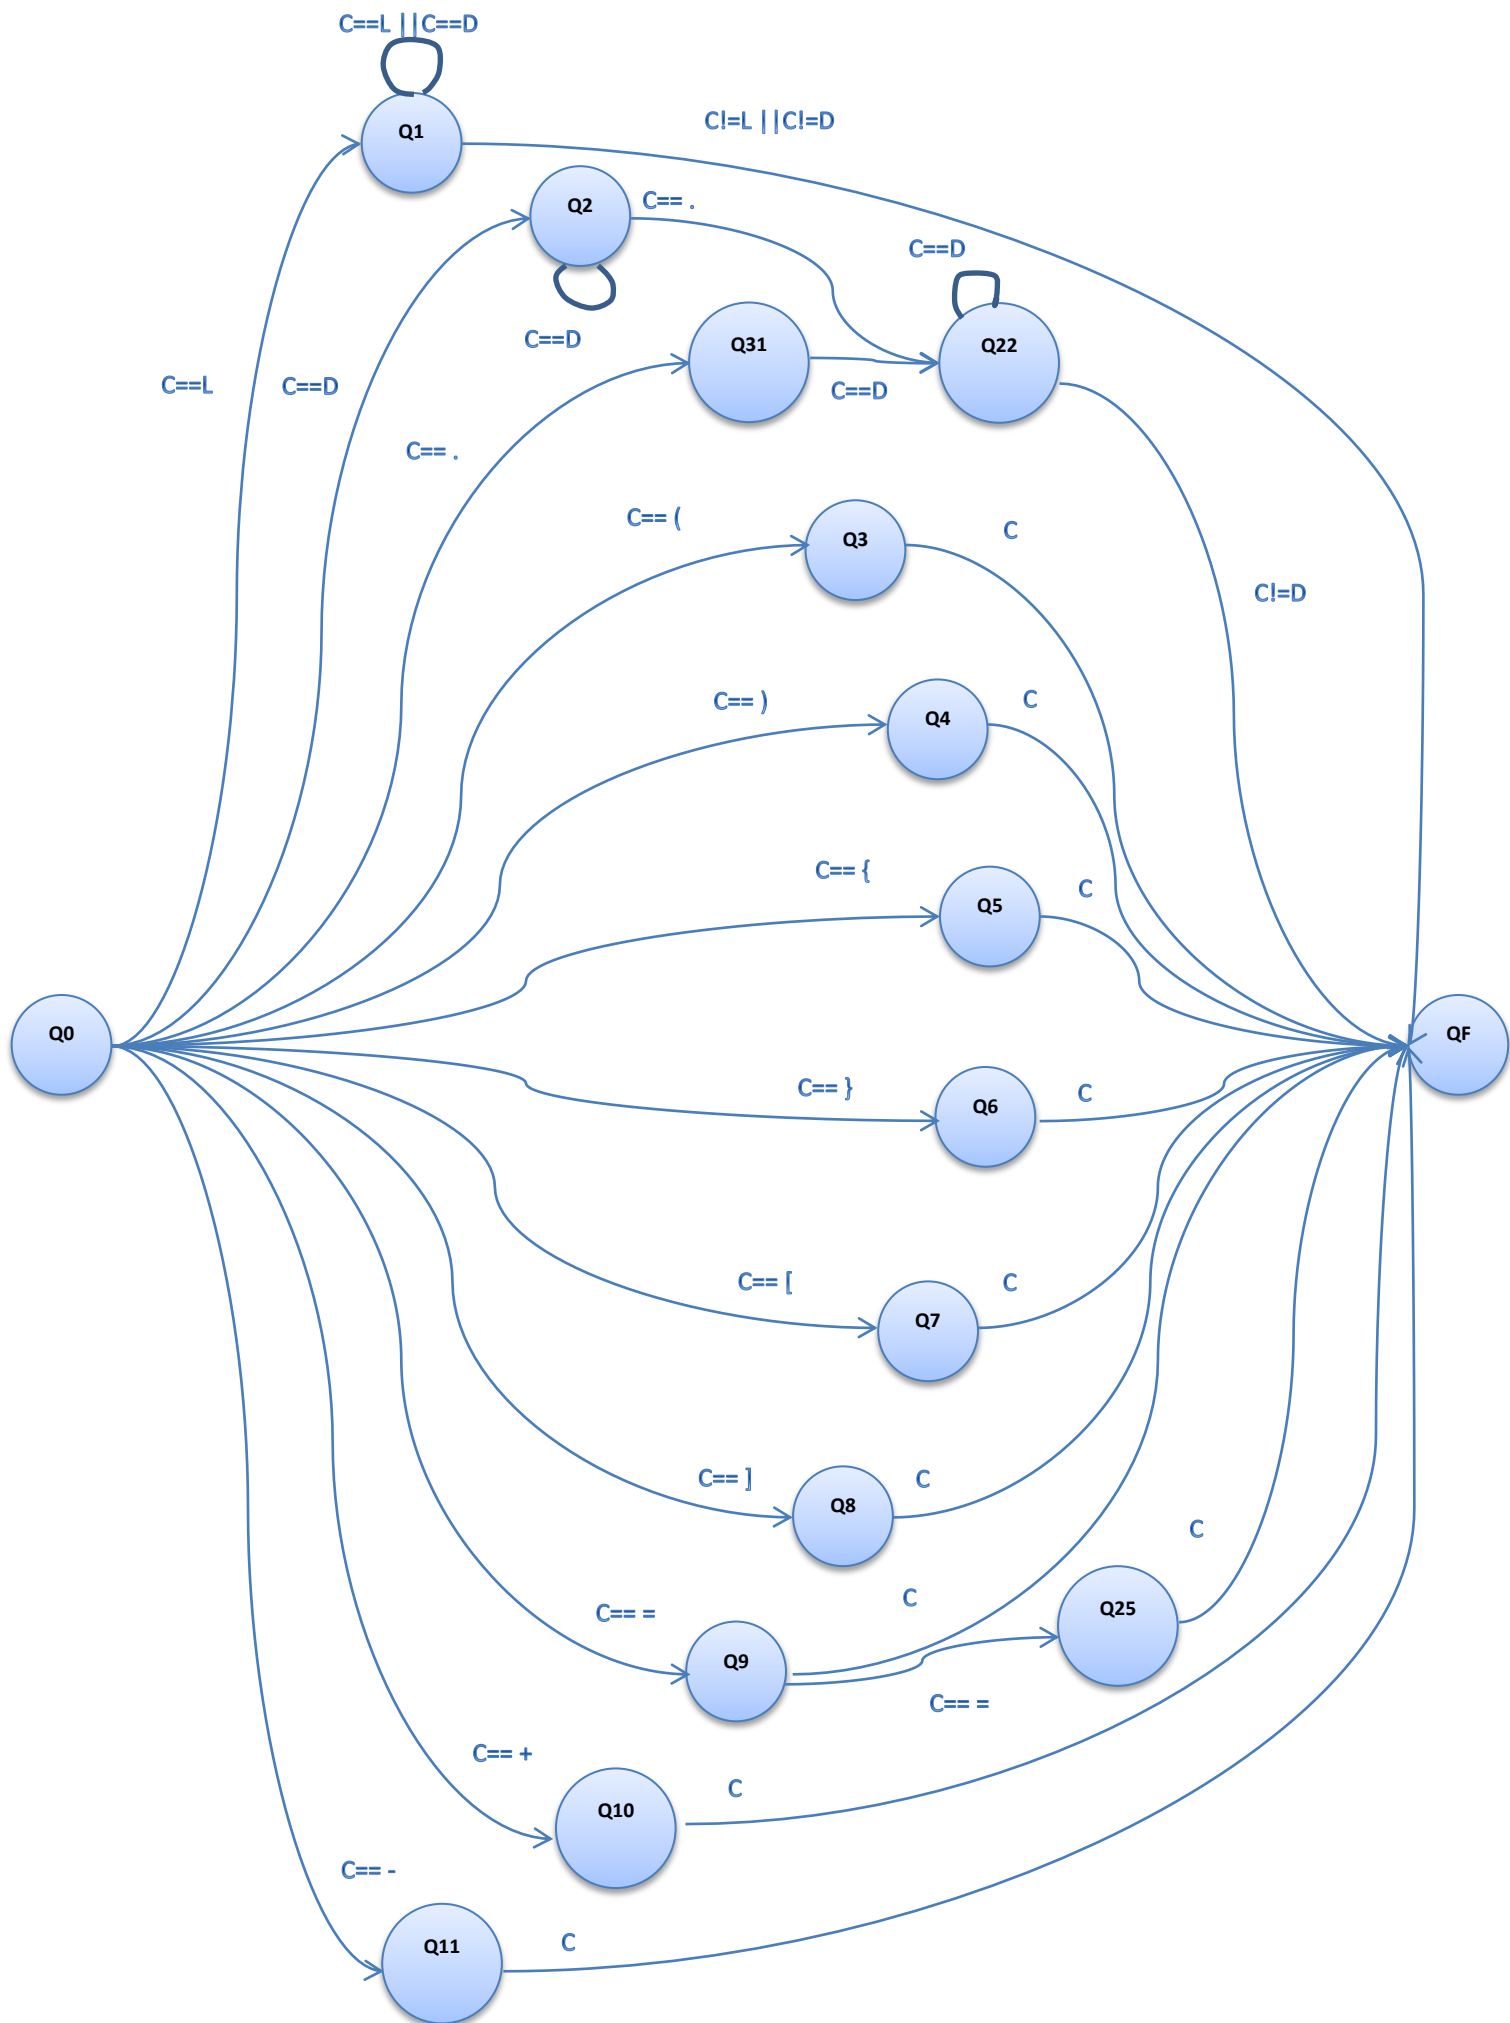 C==L ||C==D
Q1
C!=L ||C!=D
Q2
C== .
C==D
C==D
Q31
Q22
C==L
C==D
C==D
C== .
C== (
Q3
C
C!=D
C== )
Q4
C
C== {
Q5
C
Q0
QF
C== }
Q6
C
C== [
Q7
C
C== ]
Q8
C
C
C== =
C
Q25
Q9
C== =
C== +
Q10
C
C== -
Q11
C